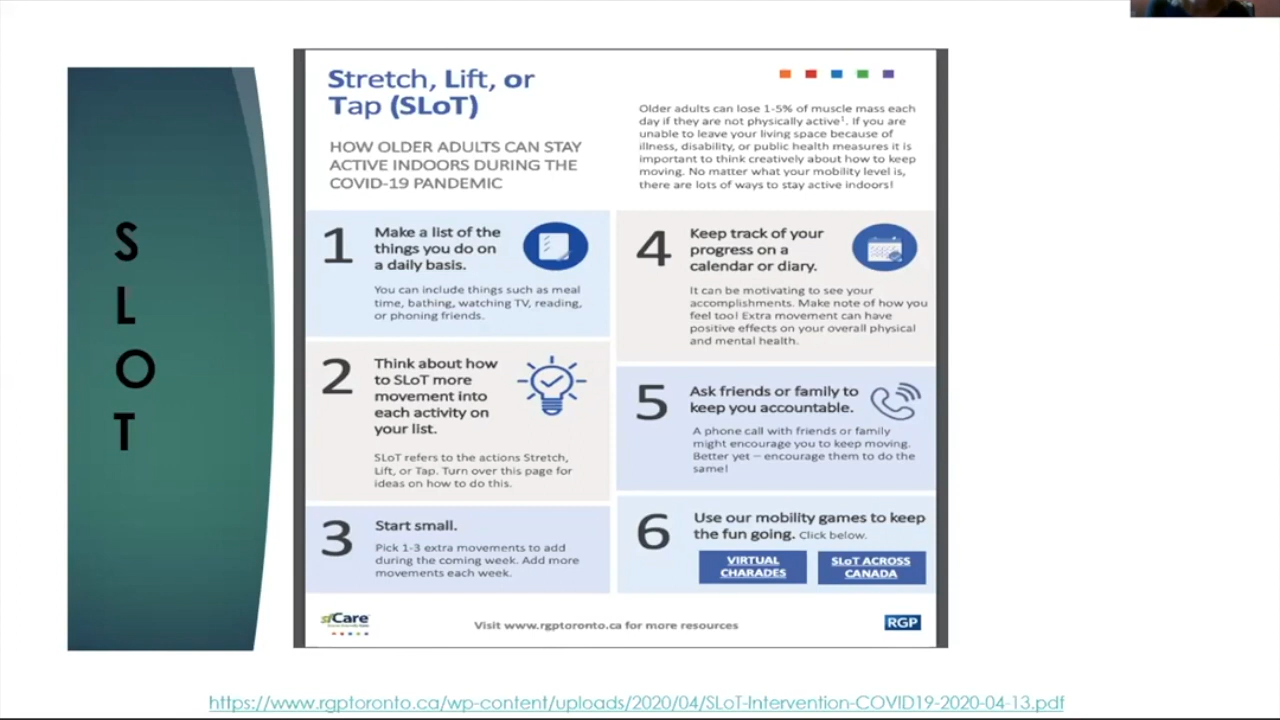 S
L
O
T
Stretch, Lift, or
Tap (SLoT)
HOW OLDER ADULTS CAN STAY
ACTIVE INDOORS DURING THE
COVID-19 PANDEMIC
Older adults can lose 1-5% of muscle mass each
day if they are not physically active¹. If you are
unable to leave your living space because of
illness, disability, or public health measures it is
important to think creatively about how to keep
moving. No matter what your mobility level is,
there are lots of ways to stay active indoors!
1
Make a list of the
things you do on
a daily basis.
You can include things such as meal
time, bathing, watching TV, reading,
or phoning friends.
2
Think about how
to SLoT more
movement into
each activity on
your list.
SLoT refers to the actions Stretch,
Lift, or Tap. Turn over this page for
ideas on how to do this.
3
Start small.
Pick 1-3 extra movements to add
during the coming week. Add more
movements each week.
4
Keep track of your
progress on a
calendar or diary.
It can be motivating to see your
accomplishments. Make note of how you
feel too! Extra movement can have
positive effects on your overall physical
and mental health.
5
Ask friends or family to
keep you accountable.
A phone call with friends or family
might encourage you to keep moving.
Better yet – encourage them to do the
same!
6
Use our mobility games to keep
the fun going. Click below.
VIRTUAL
CHARADES
SLoT ACROSS
CANADA
sfCare
Visit www.rgptoronto.ca for more resources
RGP
https://www.rgptoronto.ca/wp-content/uploads/2020/04/SLoT-Intervention-COVID19-2020-04-13.pdf